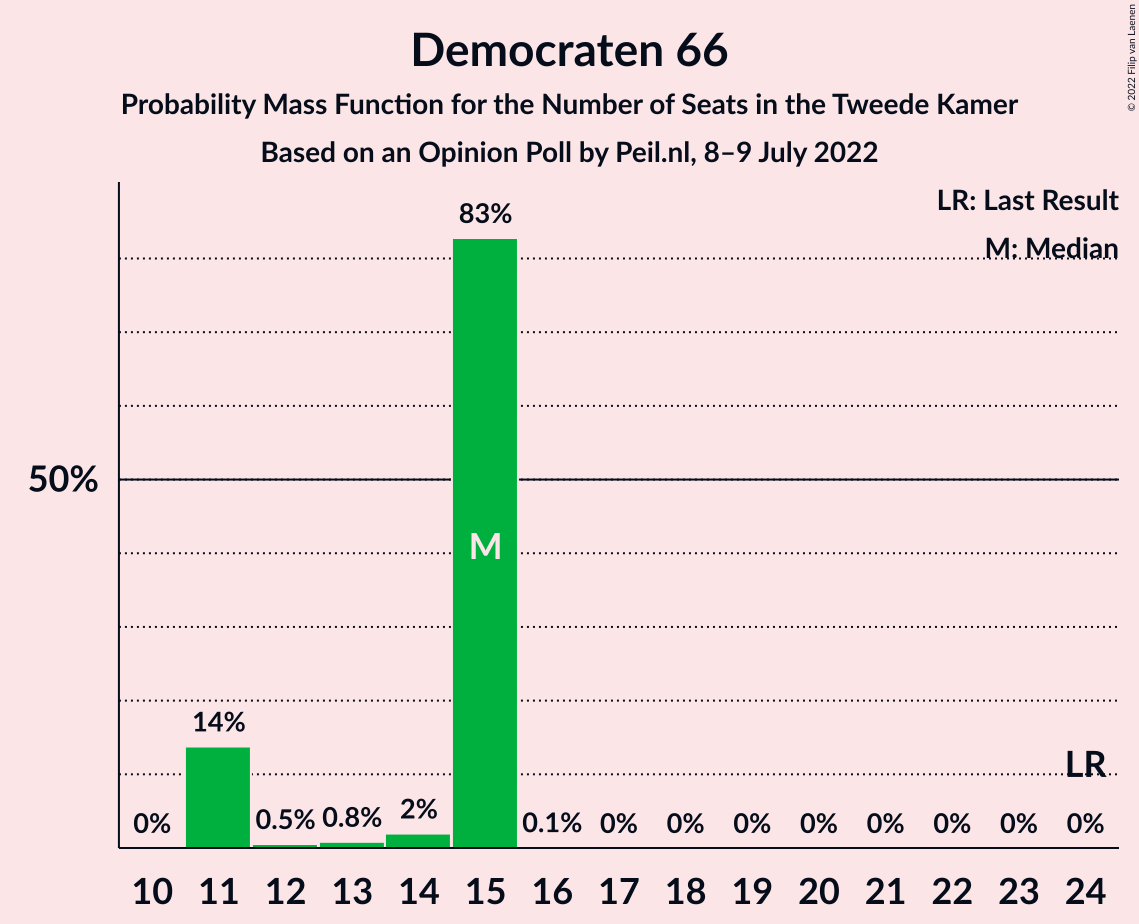 Democraten 66
Probability Mass Function for the Number of Seats in the Tweede Kamer
Based on an Opinion Poll by Peil.nl, 8–9 July 2022
© 2022 Filip van Laenen
LR: Last Result
M: Median
83%
50%
M
14%
LR
0% 0.5% 0.8% 2% 0.1% 0% 0% 0% 0% 0% 0% 0% 0%
10 11 12 13 14 15 16 17 18 19 20 21 22 23 24